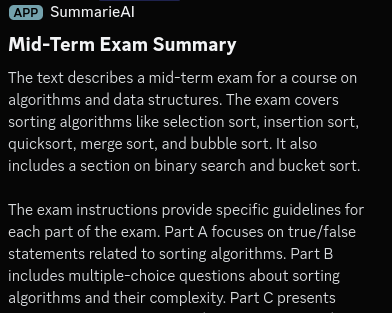 APP SummarieAI
Mid-Term Exam Summary
The text describes a mid-term exam for a course on
algorithms and data structures. The exam covers
sorting algorithms like selection sort, insertion sort,
quicksort, merge sort, and bubble sort. It also
includes a section on binary search and bucket sort.
The exam instructions provide specific guidelines for
each part of the exam. Part A focuses on true/false
statements related to sorting algorithms. Part B
includes multiple-choice questions about sorting
algorithms and their complexity. Part C presents